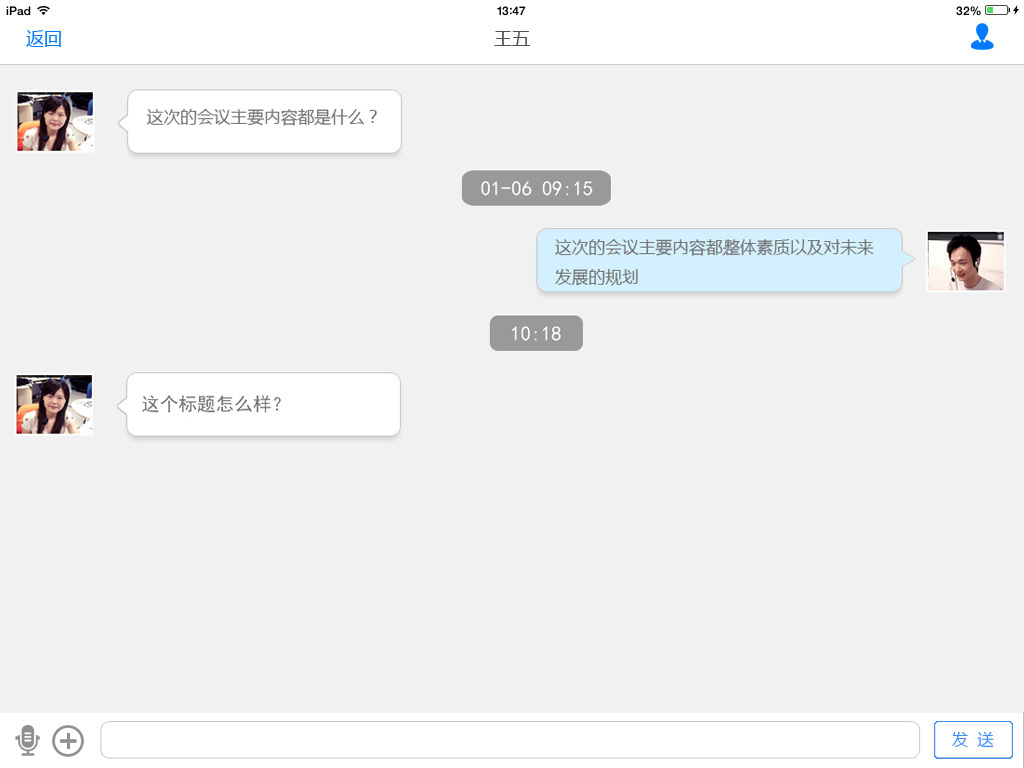 iPad
13:47
32%
返回
王五
这次的会议主要内容都是什么？
01-06 09:15
这次的会议主要内容都整体素质以及对未来
发展的规划
10:18
这个标题怎么样?
发 送